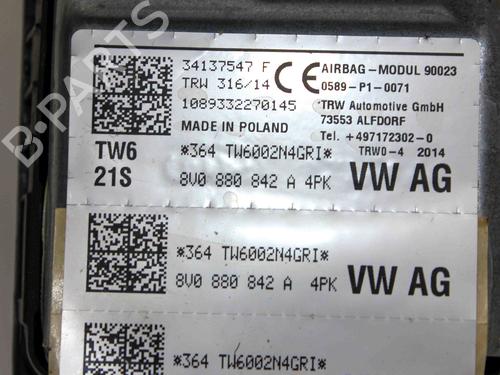 34137547 F
TRW 316/14
1089332270145
MADE IN POLAND
CE
AIRBAG-MODUL 90023
0589-P1-0071
TRW Automotive GmbH
73553 ALFDORF
Tel. +497172302-0
TRWO-4 2014
TW6
21S
*364 TW6002N4GRI*
8V0 880 842 A 4PK VW AG
*364 TW6002N4GRI*
8V0 880 842 A 4PK VW AG
*364 TW6002N4GRI*
B-PARTS